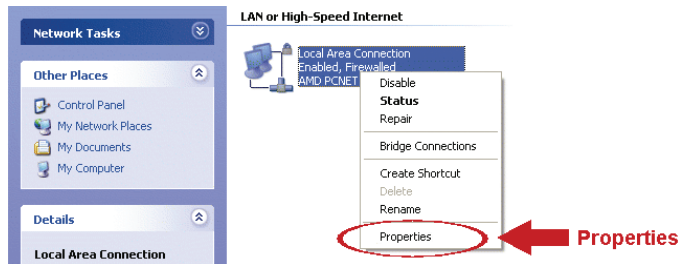 Network Tasks
Other Places
Control Panel
My Network Places
My Documents
My Computer
Details
Local Area Connection
LAN or High-Speed Internet
Local Area Connection
Enabled, Firewalled
AMD PCNET
Disable
Status
Repair
Bridge Connections
Create Shortcut
Delete
Rename
Properties
Properties